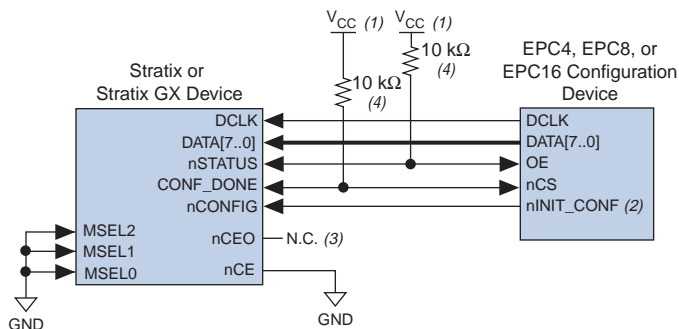 VCC (1)
VCC (1)
10 kΩ
(4)
10 kΩ
(4)
Stratix or
Stratix GX Device
EPC4, EPC8, or
EPC16 Configuration
Device
DCLK
DATA[7..0]
nSTATUS
CONF_DONE
nCONFIG
MSEL2
MSEL1
MSEL0
nCEO
N.C. (3)
nCE
DCLK
DATA[7..0]
OE
nCS
nINIT_CONF (2)
GND
GND